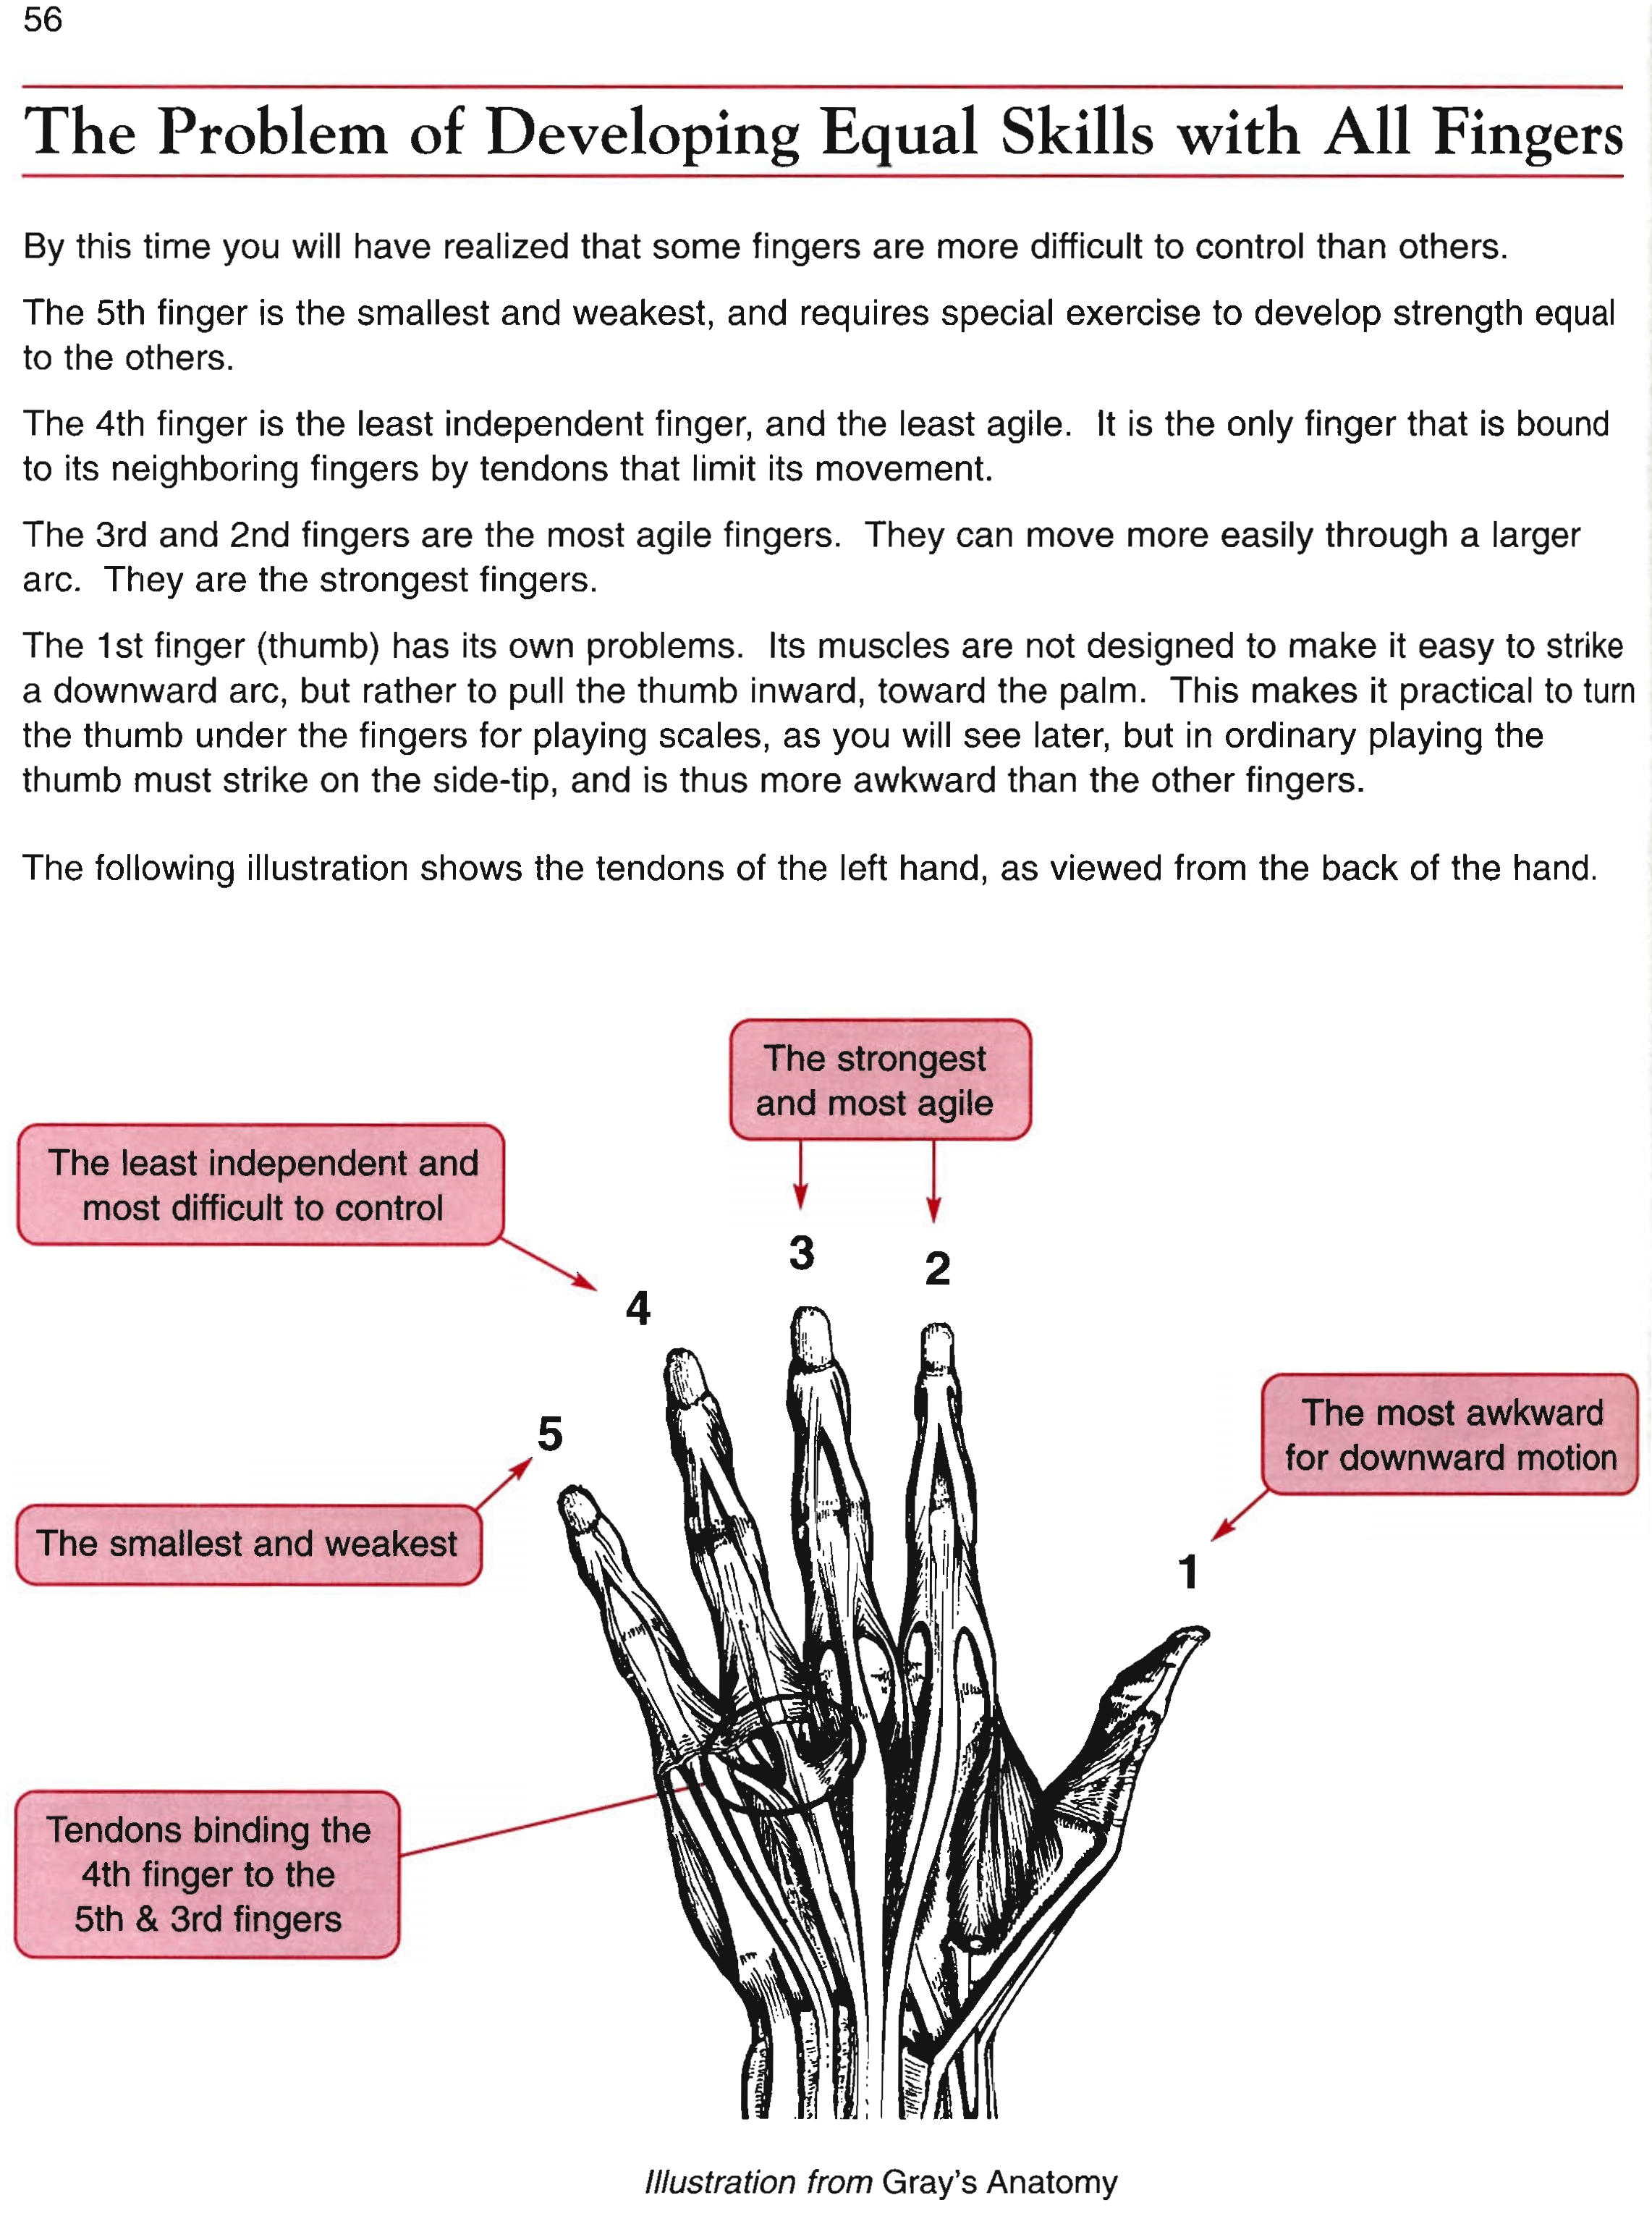 56
The Problem of Developing Equal Skills with All Fingers
By this time you will have realized that some fingers are more difficult to control than others.
The 5th finger is the smallest and weakest, and requires special exercise to develop strength equal
to the others.
The 4th finger is the least independent finger, and the least agile.  It is the only finger that is bound
to its neighboring fingers by tendons that limit its movement.
The 3rd and 2nd fingers are the most agile fingers.  They can move more easily through a larger
arc.  They are the strongest fingers.
The 1st finger (thumb) has its own problems.  Its muscles are not designed to make it easy to strike
a downward arc, but rather to pull the thumb inward, toward the palm.  This makes it practical to turn
the thumb under the fingers for playing scales, as you will see later, but in ordinary playing the
thumb must strike on the side-tip, and is thus more awkward than the other fingers.
The following illustration shows the tendons of the left hand, as viewed from the back of the hand.
The strongest
and most agile
The least independent and
most difficult to control
3
2
4
The most awkward
for downward motion
5
The smallest and weakest
1
Tendons binding the
4th finger to the
5th & 3rd fingers
Illustration from Gray's Anatomy